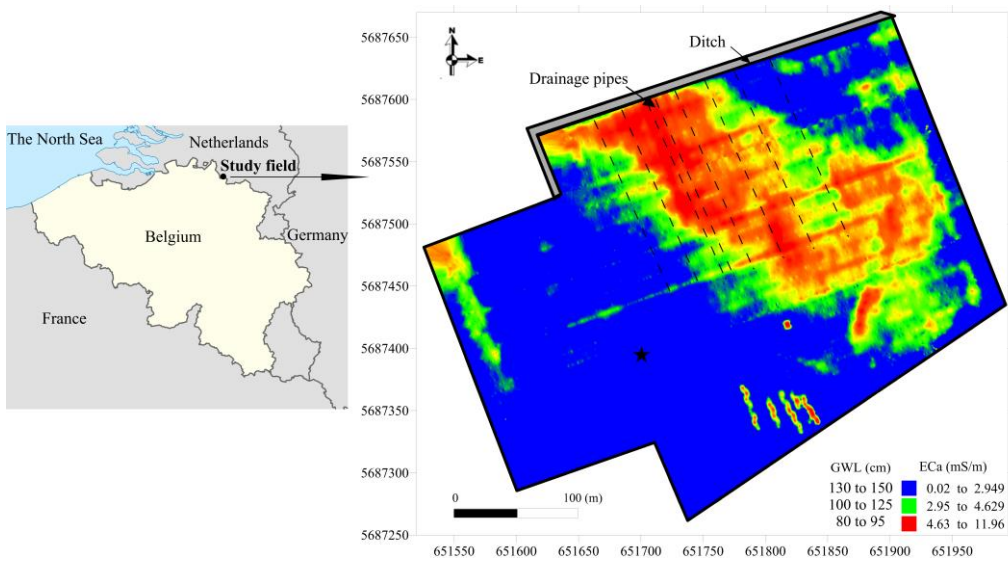 The North Sea
Netherlands
Study field
Belgium
Germany
France
N
E
Ditch
Drainage pipes
5687650
5687600
5687550
5687500
5687450
5687400
5687350
5687300
5687250
0 100 (m)
GWL (cm) ECa (mS/m)
130 to 150 0.02 to 2.949
100 to 125 2.95 to 4.629
80 to 95 4.63 to 11.96
651550 651600 651650 651700 651750 651800 651850 651900 651950